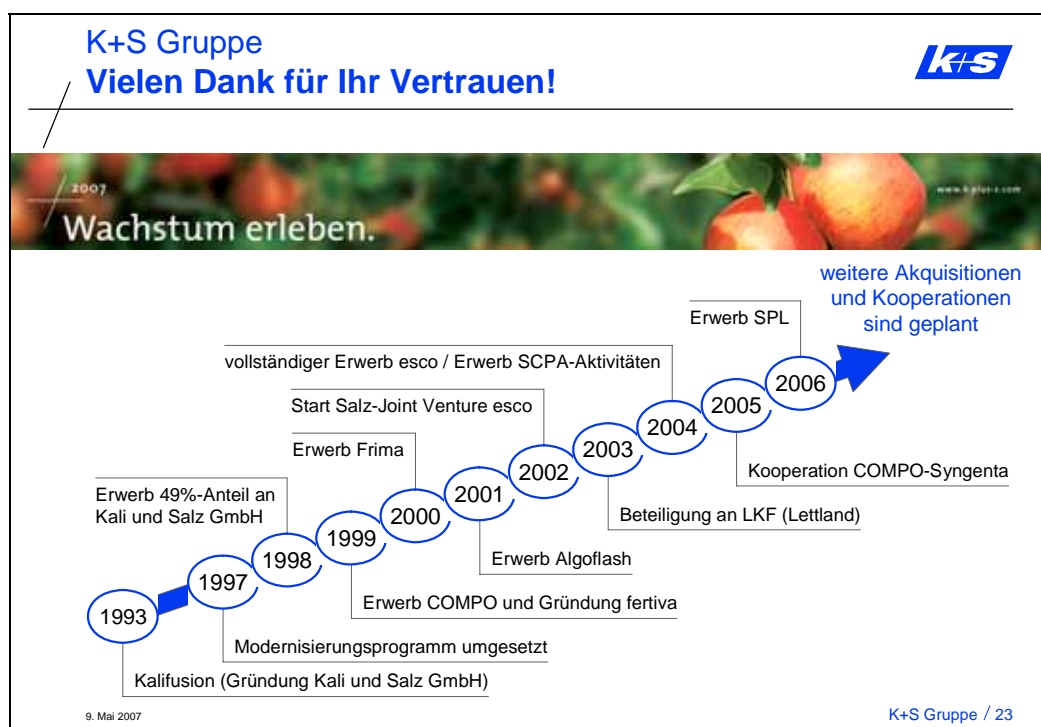 K+S Gruppe
Vielen Dank für Ihr Vertrauen!
K+S
2007
www.k-plus-s.com
Wachstum erleben.
weitere Akquisitionen
und Kooperationen
sind geplant
Erwerb SPL
vollständiger Erwerb esco / Erwerb SCPA-Aktivitäten
2006
2005
Start Salz-Joint Venture esco
2004
2003
Erwerb Frima
2002
Kooperation COMPO-Syngenta
Erwerb 49%-Anteil an
Kali und Salz GmbH
2001
2000
Beteiligung an LKF (Lettland)
1999
1998
Erwerb Algoflash
1997
Erwerb COMPO und Gründung fertiva
1993
Modernisierungsprogramm umgesetzt
Kalifusion (Gründung Kali und Salz GmbH)
9. Mai 2007
K+S Gruppe / 23